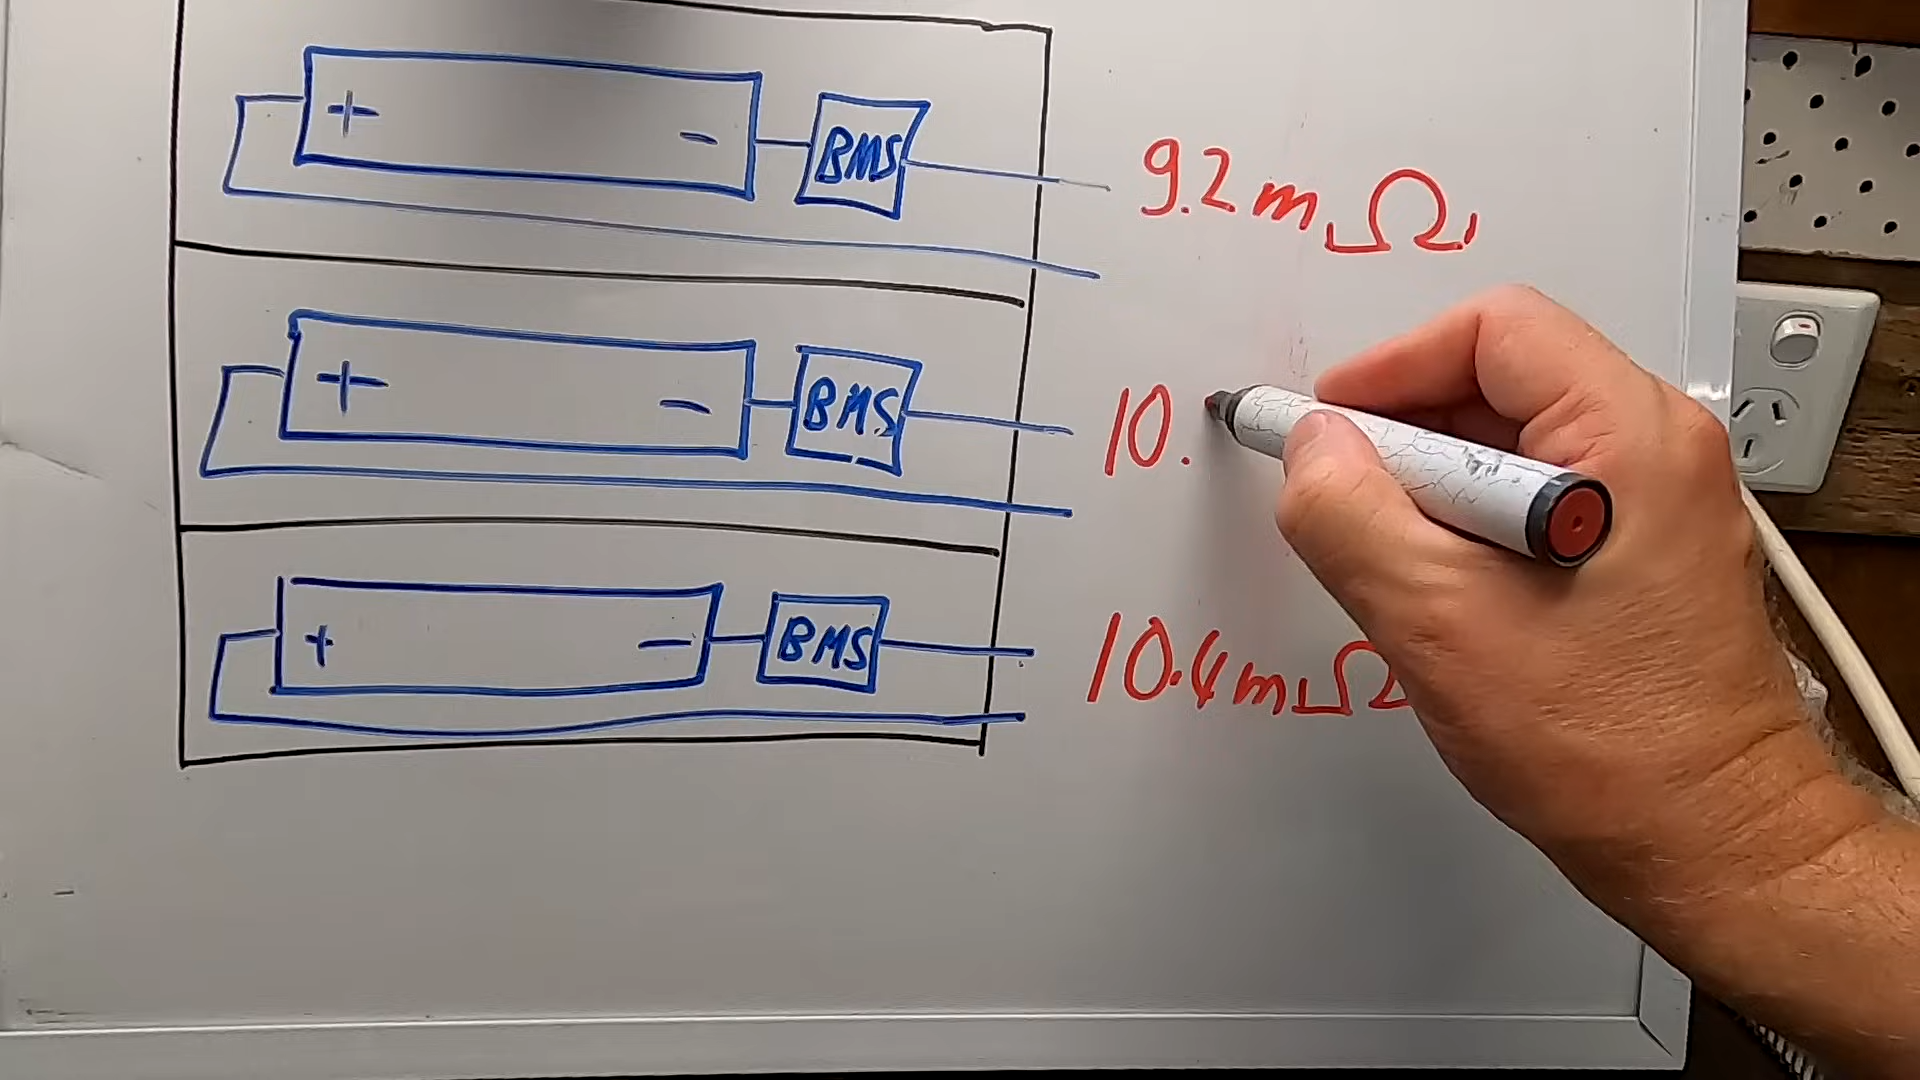 + - BMS 9.2mΩ
+ - BMS 10.
+ - BMS 10.4mΩ